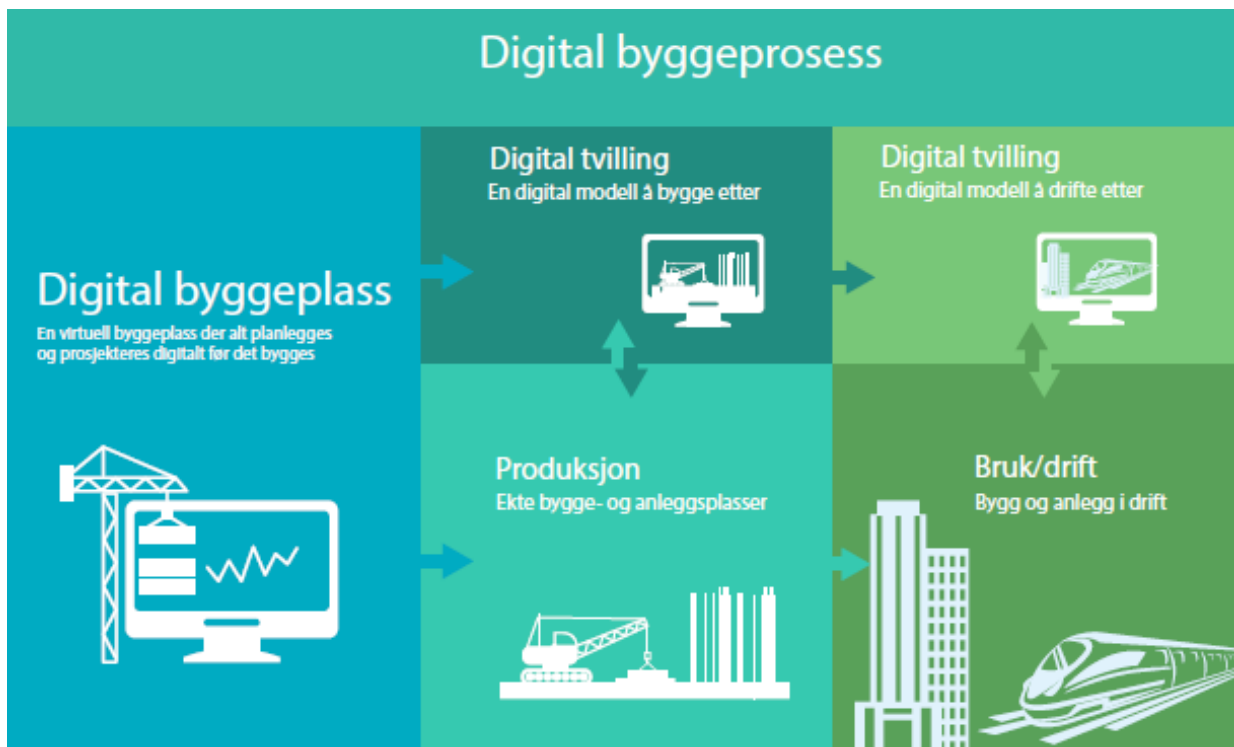 Digital byggeprosess
Digital byggeplass
En virtuell byggeplass der alt planlegges
og prosjekteres digitalt før det bygges
Digital tvilling
En digital modell å bygge etter
Produksjon
Ekte bygge- og anleggsplasser
Digital tvilling
En digital modell å drifte etter
Bruk/drift
Bygg og anlegg i drift